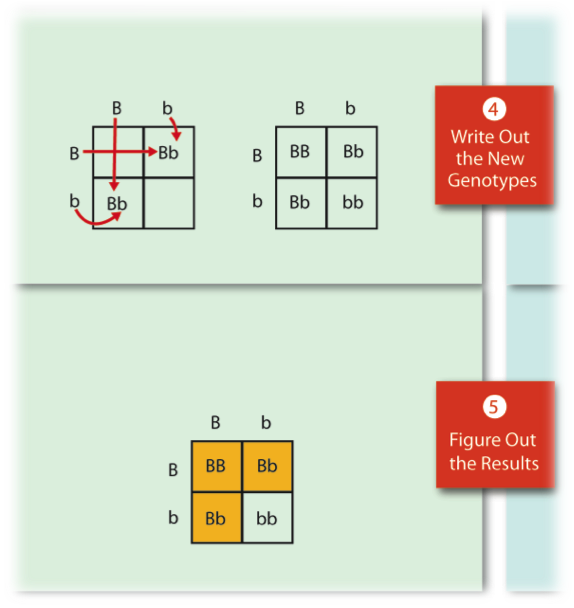 B b
B Bb
b Bb
B b
B BB Bb
b Bb bb
4
Write Out
the New
Genotypes
B b
B BB Bb
b Bb bb
5
Figure Out
the Results